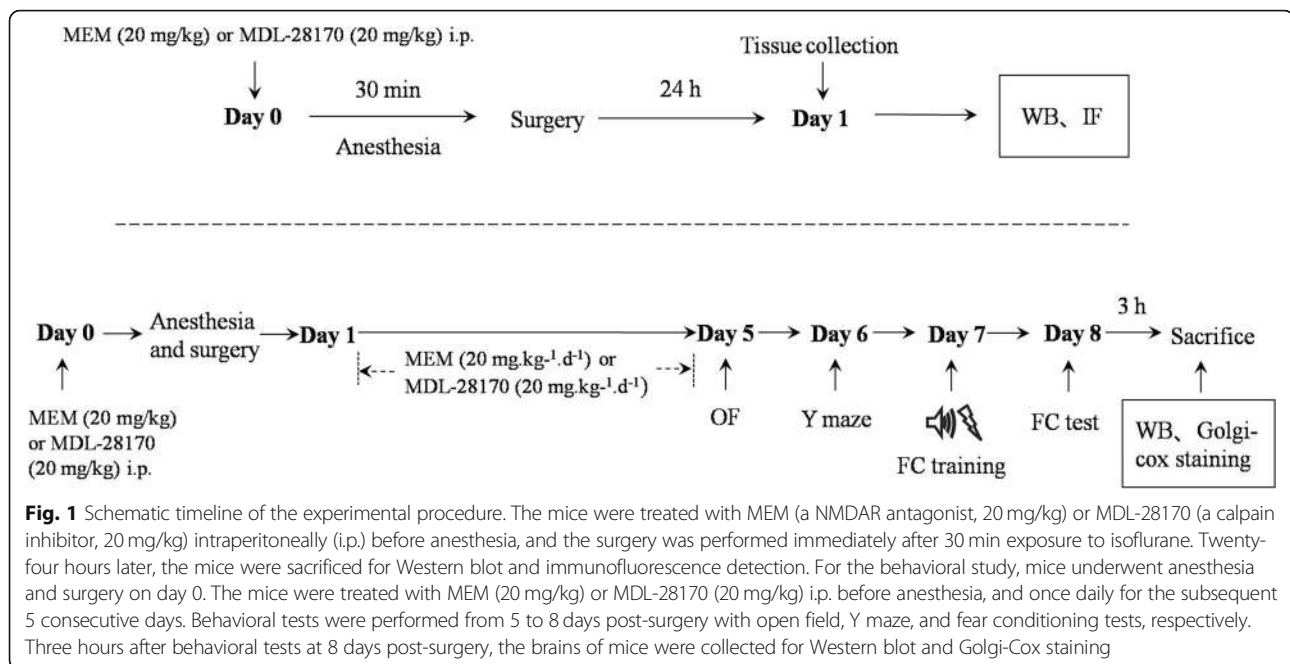 MEM (20 mg/kg) or MDL-28170 (20 mg/kg) i.p.
Tissue collection
30 min
24 h
Day 0
Surgery
Day 1
WB、IF
Anesthesia
3 h
Day 0
Anesthesia
and surgery
Day 1
Day 5
Day 6
Day 7
Day 8
Sacrifice
MEM (20 mg.kg-¹.d-¹) or
MDL-28170 (20 mg.kg-¹.d-¹)
MEM (20 mg/kg)
or MDL-28170
(20 mg/kg) i.p.
OF
Y maze
FC training
FC test
WB、Golgi-
cox staining
Fig. 1 Schematic timeline of the experimental procedure. The mice were treated with MEM (a NMDAR antagonist, 20 mg/kg) or MDL-28170 (a calpain
inhibitor, 20 mg/kg) intraperitoneally (i.p.) before anesthesia, and the surgery was performed immediately after 30 min exposure to isoflurane. Twenty-
four hours later, the mice were sacrificed for Western blot and immunofluorescence detection. For the behavioral study, mice underwent anesthesia
and surgery on day 0. The mice were treated with MEM (20 mg/kg) or MDL-28170 (20 mg/kg) i.p. before anesthesia, and once daily for the subsequent
5 consecutive days. Behavioral tests were performed from 5 to 8 days post-surgery with open field, Y maze, and fear conditioning tests, respectively.
Three hours after behavioral tests at 8 days post-surgery, the brains of mice were collected for Western blot and Golgi-Cox staining